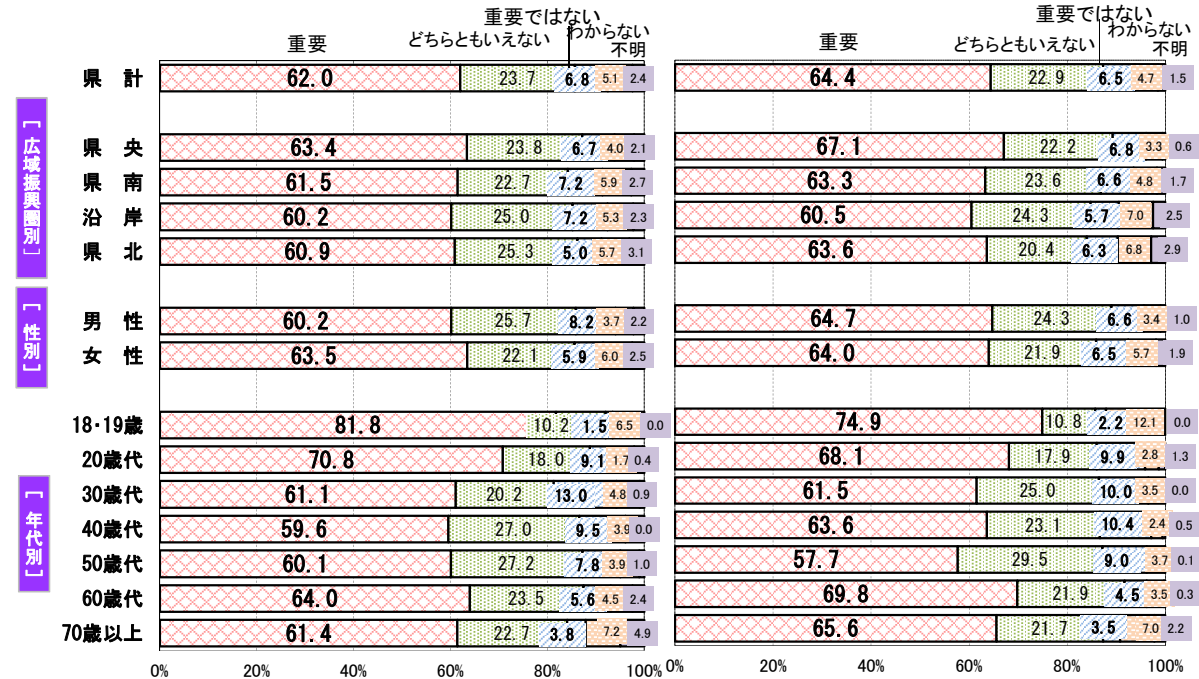 重要ではない 重要ではない
重要 どちらともいえない わからない 重要 どちらともいえない わからない
不明 不明
県 計 62.0 23.7 6.8 5.1 2.4 64.4 22.9 6.5 4.7 1.5
[広域振興圏別]
県 央 63.4 23.8 6.7 4.0 2.1 67.1 22.2 6.8 3.3 0.6
県 南 61.5 22.7 7.2 5.9 2.7 63.3 23.6 6.6 4.8 1.7
沿 岸 60.2 25.0 7.2 5.3 2.3 60.5 24.3 5.7 7.0 2.5
県 北 60.9 25.3 5.0 5.7 3.1 63.6 20.4 6.3 6.8 2.9
[性別]
男 性 60.2 25.7 8.2 3.7 2.2 64.7 24.3 6.6 3.4 1.0
女 性 63.5 22.1 5.9 6.0 2.5 64.0 21.9 6.5 5.7 1.9
[年代別]
18・19歳 81.8 10.2 1.5 6.5 0.0 74.9 10.8 2.2 12.1 0.0
20歳代 70.8 18.0 9.1 1.7 0.4 68.1 17.9 9.9 2.8 1.3
30歳代 61.1 20.2 13.0 4.8 0.9 61.5 25.0 10.0 3.5 0.0
40歳代 59.6 27.0 9.5 3.9 0.0 63.6 23.1 10.4 2.4 0.5
50歳代 60.1 27.2 7.8 3.9 1.0 57.7 29.5 9.0 3.7 0.1
60歳代 64.0 23.5 5.6 4.5 2.4 69.8 21.9 4.5 3.5 0.3
70歳以上 61.4 22.7 3.8 7.2 4.9 65.6 21.7 3.5 7.0 2.2
0% 20% 40% 60% 80% 100% 0% 20% 40% 60% 80% 100%